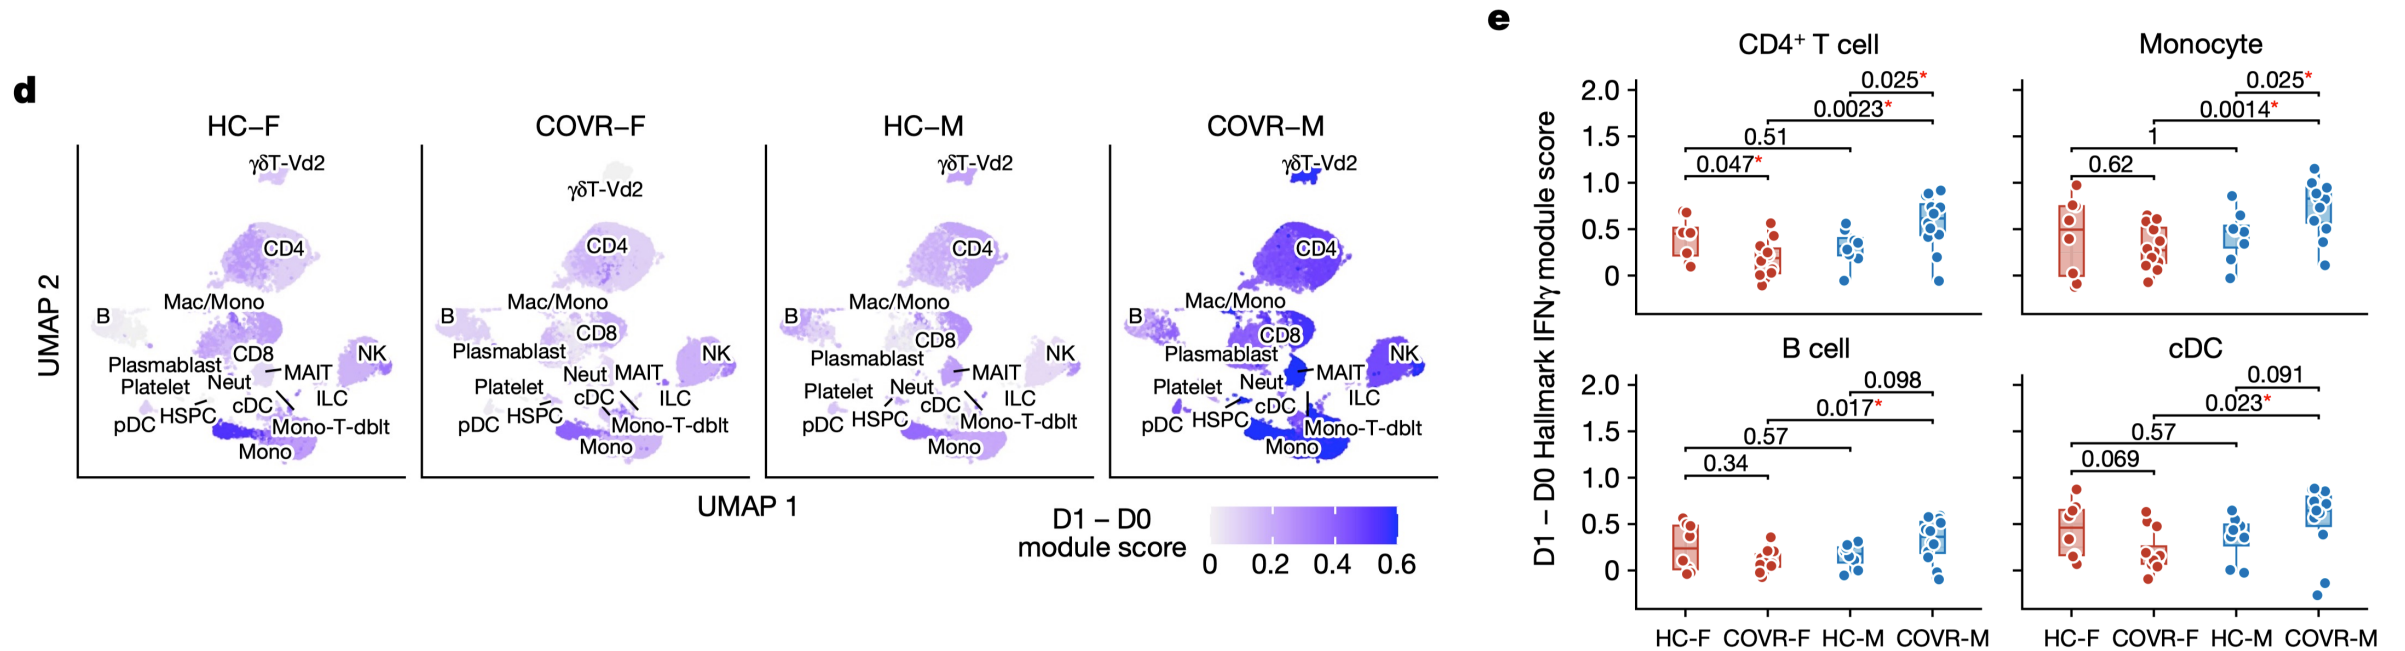 d
HC–F
γδT-Vd2
CD4
Mac/Mono
B
CD8
NK
Plasmablast
MAIT
Platelet
Neut
ILC
HSPC
cDC
pDC
Mono-T-dblt
Mono
COVR–F
γδT-Vd2
CD4
Mac/Mono
B
CD8
NK
Plasmablast
Neut
MAIT
Platelet
cDC
ILC
HSPC
pDC
Mono-T-dblt
Mono
HC–M
γδT-Vd2
CD4
Mac/Mono
B
CD8
NK
Plasmablast
MAIT
Platelet
Neut
ILC
HSPC
cDC
pDC
Mono-T-dblt
Mono
COVR–M
γδT-Vd2
CD4
Mac/Mono
B
CD8
NK
Plasmablast
MAIT
Platelet
Neut
ILC
HSPC
cDC
pDC
Mono-T-dblt
Mono
UMAP 2
UMAP 1
D1 – D0
module score
0 0.2 0.4 0.6
e
D1 – D0 Hallmark IFNγ module score
CD4⁺ T cell
0.025*
0.0023*
0.51
0.047*
2.0
1.5
1.0
0.5
0
Monocyte
0.025*
0.0014*
1
0.62
B cell
0.098
0.017*
0.57
0.34
2.0
1.5
1.0
0.5
0
HC-F COVR-F HC-M COVR-M
cDC
0.091
0.023*
0.57
0.069
HC-F COVR-F HC-M COVR-M